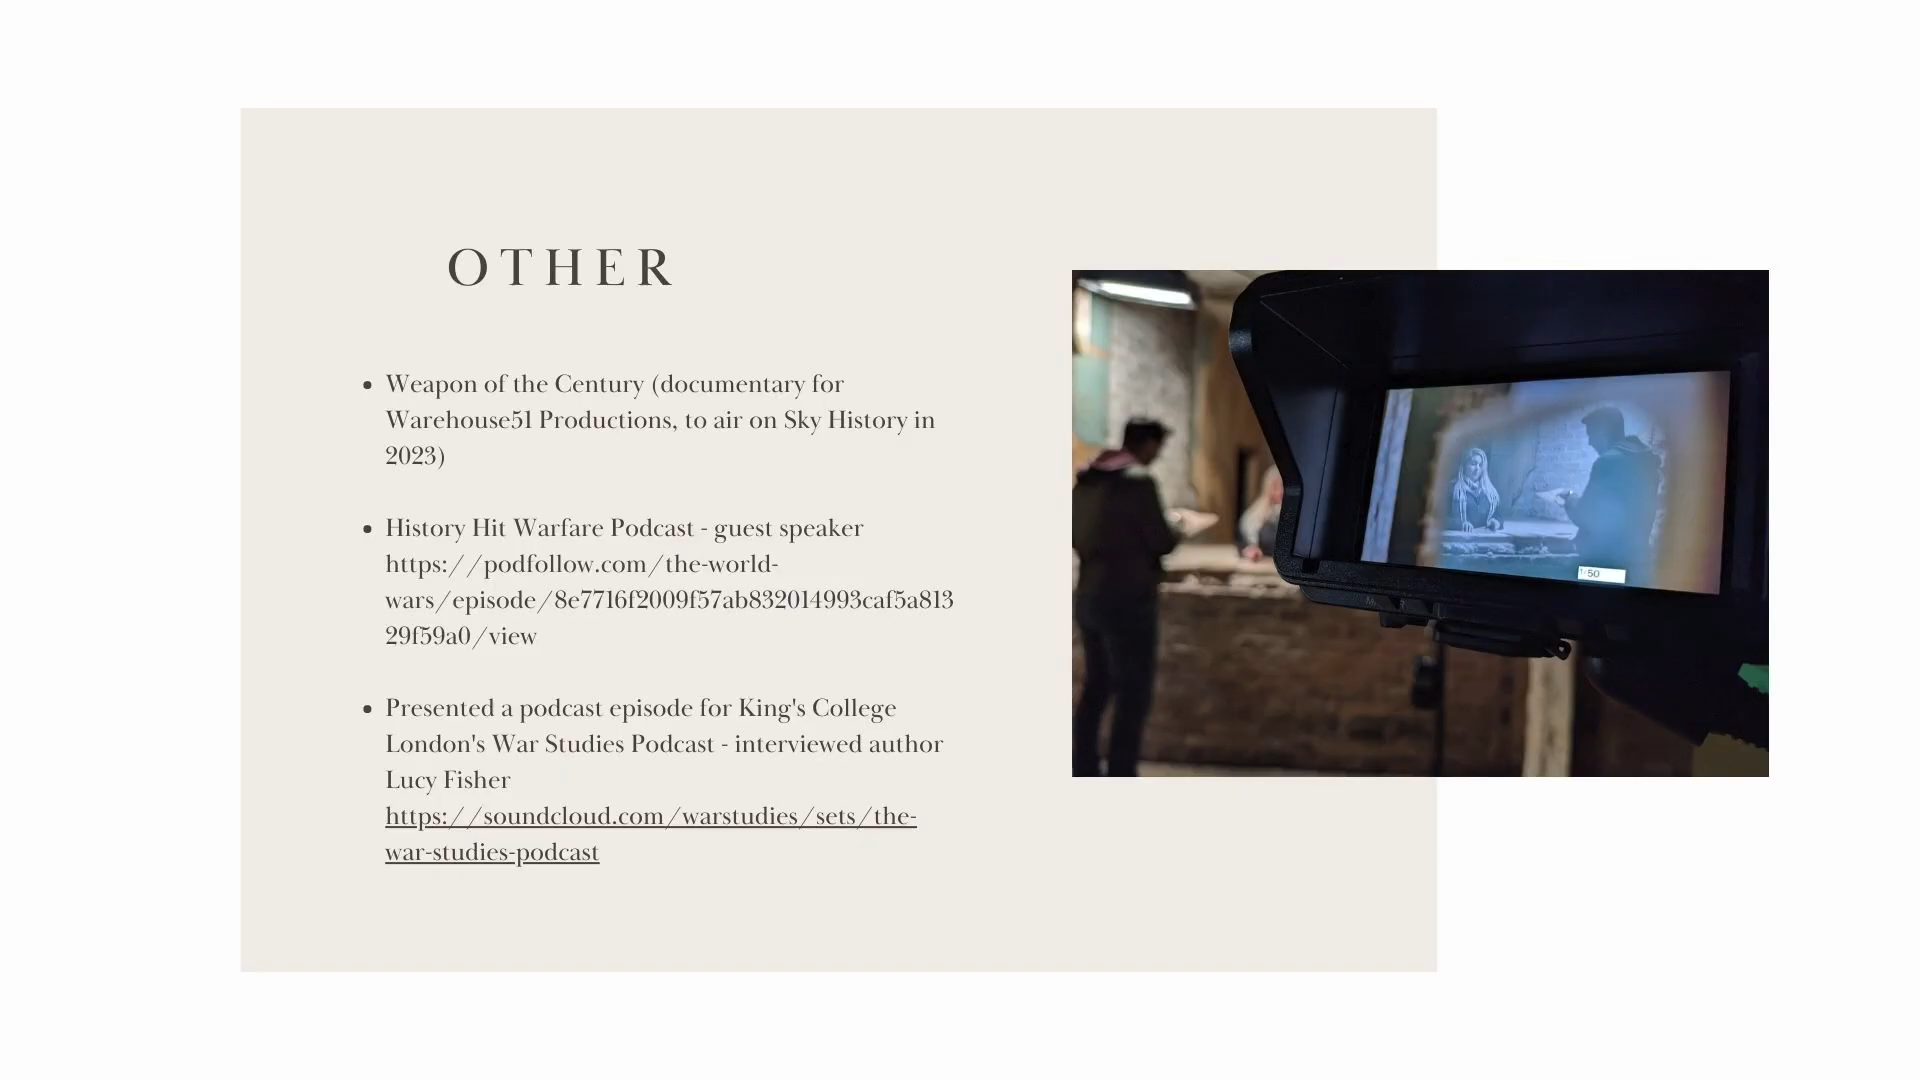 OTHER
Weapon of the Century (documentary for
Warehouse51 Productions, to air on Sky History in
2023)
History Hit Warfare Podcast - guest speaker
https://podfollow.com/the-world-
wars/episode/8e7716f2009f57ab832014993caf5a813
29f59a0/view
Presented a podcast episode for King's College
London's War Studies Podcast - interviewed author
Lucy Fisher
https://soundcloud.com/warstudies/sets/the-
war-studies-podcast
50